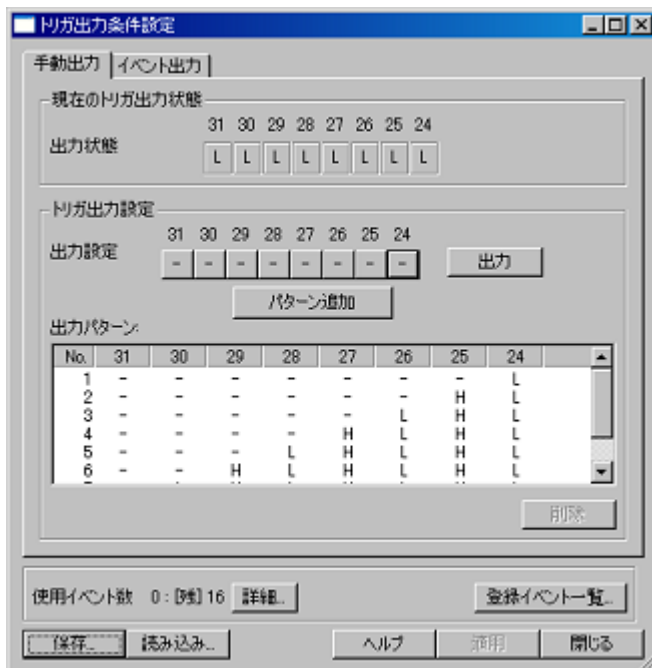 トリガ出力条件設定
手動出力 イベント出力
現在のトリガ出力状態
31 30 29 28 27 26 25 24
出力状態 L L L L L L L L
トリガ出力設定
31 30 29 28 27 26 25 24
出力設定 - - - - - - - - 出力
パターン追加
出力パターン:
No. 31 30 29 28 27 26 25 24
1 - - - - - - - L
2 - - - - - - H L
3 - - - - - L H L
4 - - - - H L H L
5 - - - L H L H L
6 - - H L H L H L
削除
使用イベント数 0 : [残] 16 詳細... 登録イベント一覧...
保存... 読み込み... ヘルプ 適用 閉じる